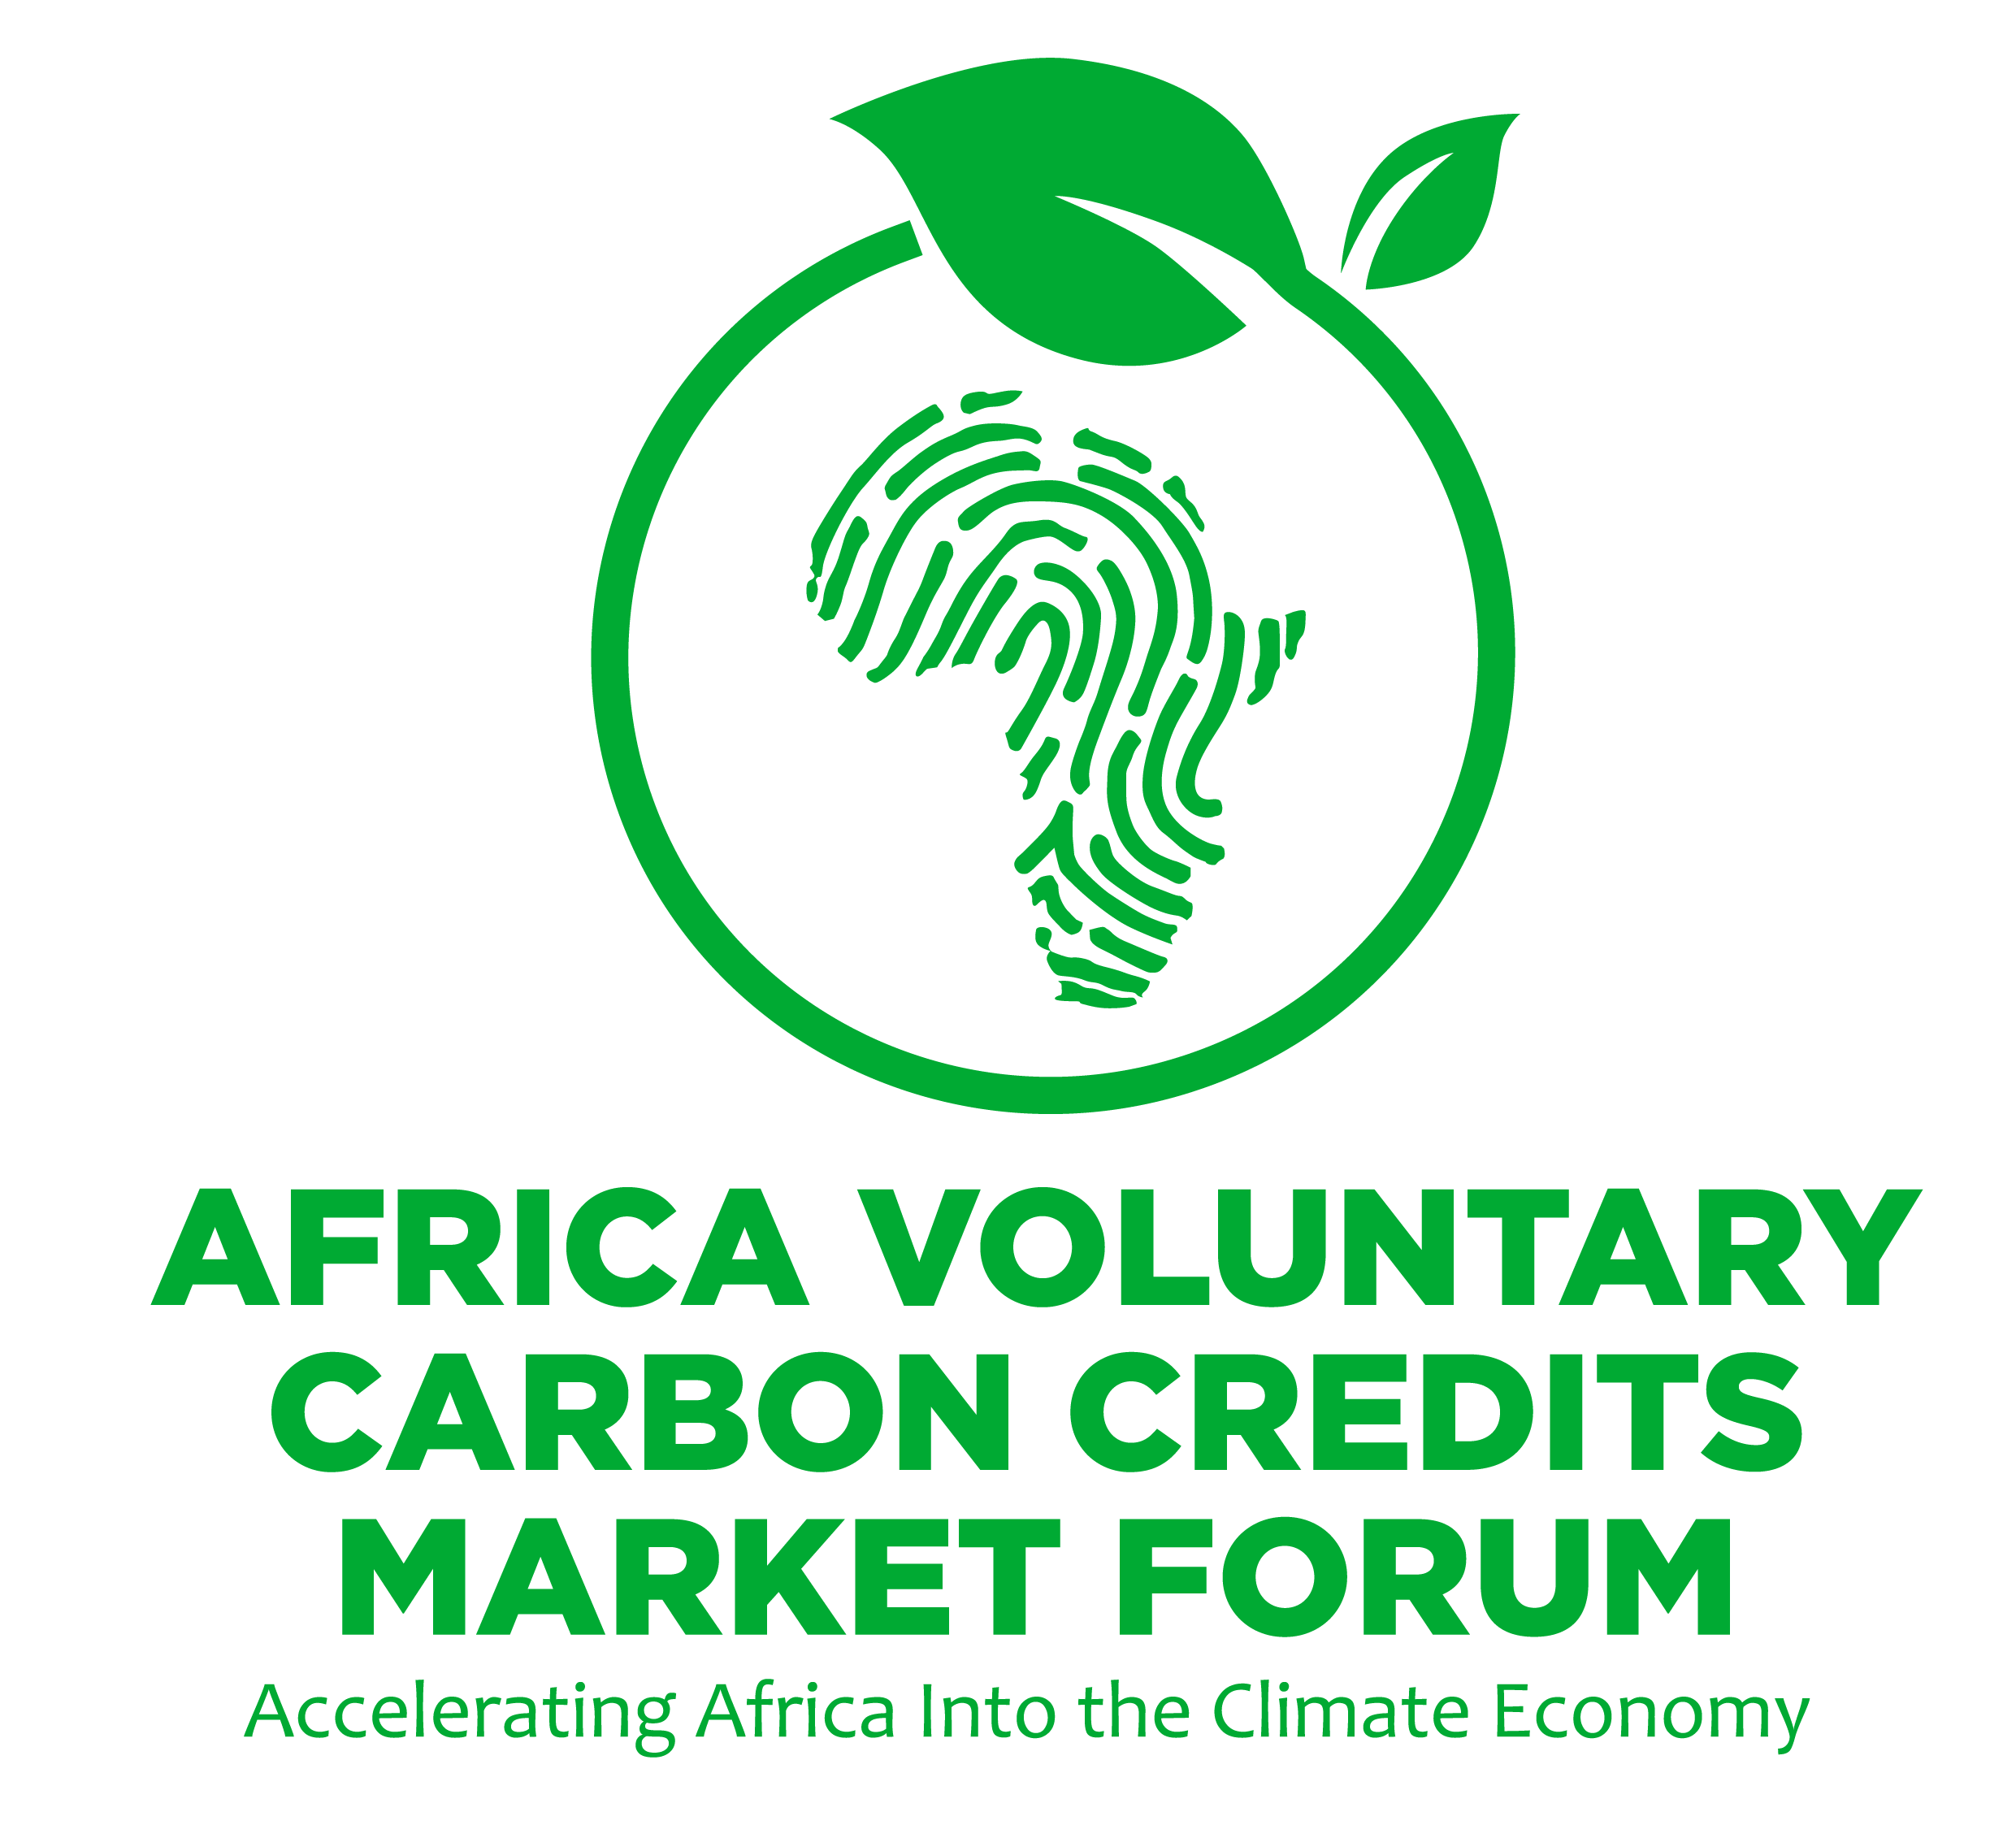 AFRICA VOLUNTARY
CARBON CREDITS
MARKET FORUM
Accelerating Africa Into the Climate Economy